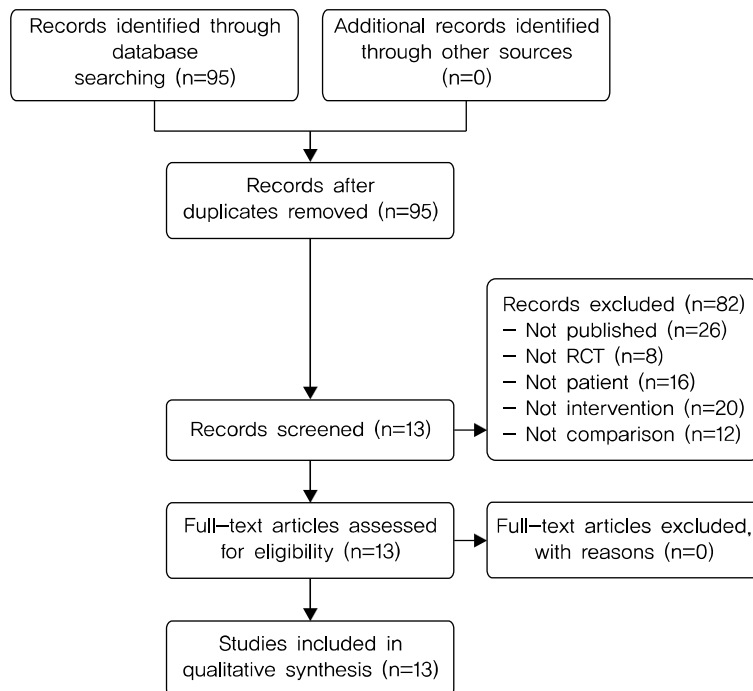 Records identified through
database
searching (n=95)
Additional records identified
through other sources
(n=0)
Records after
duplicates removed (n=95)
Records excluded (n=82)
– Not published (n=26)
– Not RCT (n=8)
– Not patient (n=16)
– Not intervention (n=20)
– Not comparison (n=12)
Records screened (n=13)
Full-text articles assessed
for eligibility (n=13)
Full-text articles excluded,
with reasons (n=0)
Studies included in
qualitative synthesis (n=13)